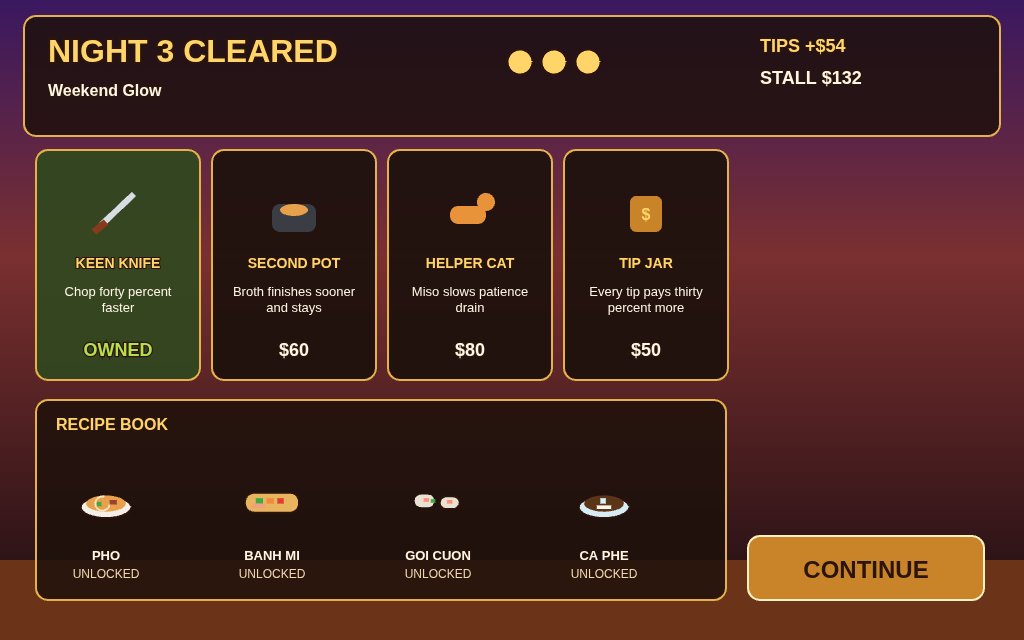 NIGHT 3 CLEARED
Weekend Glow
TIPS +$54
STALL $132
$
KEEN KNIFE
Chop forty percent
faster
OWNED
SECOND POT
Broth finishes sooner
and stays
$60
HELPER CAT
Miso slows patience
drain
$80
TIP JAR
Every tip pays thirty
percent more
$50
RECIPE BOOK
PHO
UNLOCKED
BANH MI
UNLOCKED
GOI CUON
UNLOCKED
CA PHE
UNLOCKED
CONTINUE